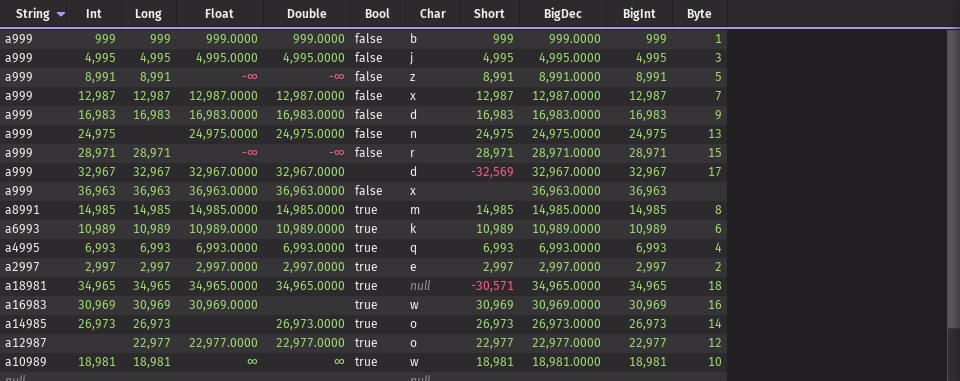 String Int Long Float Double Bool Char Short BigDec BigInt Byte
a999 999 999 999.0000 999.0000 false b 999 999.0000 999 1
a999 4,995 4,995 4,995.0000 4,995.0000 false j 4,995 4,995.0000 4,995 3
a999 8,991 8,991 -∞ -∞ false z 8,991 8,991.0000 8,991 5
a999 12,987 12,987 12,987.0000 12,987.0000 false x 12,987 12,987.0000 12,987 7
a999 16,983 16,983 16,983.0000 16,983.0000 false d 16,983 16,983.0000 16,983 9
a999 24,975 24,975.0000 24,975.0000 false n 24,975 24,975.0000 24,975 13
a999 28,971 28,971 -∞ -∞ false r 28,971 28,971.0000 28,971 15
a999 32,967 32,967 32,967.0000 32,967.0000 d -32,569 32,967.0000 32,967 17
a999 36,963 36,963 36,963.0000 36,963.0000 false x 36,963.0000 36,963
a8991 14,985 14,985 14,985.0000 14,985.0000 true m 14,985 14,985.0000 14,985 8
a6993 10,989 10,989 10,989.0000 10,989.0000 true k 10,989 10,989.0000 10,989 6
a4995 6,993 6,993 6,993.0000 6,993.0000 true q 6,993 6,993.0000 6,993 4
a2997 2,997 2,997 2,997.0000 2,997.0000 true e 2,997 2,997.0000 2,997 2
a18981 34,965 34,965 34,965.0000 34,965.0000 true null -30,571 34,965.0000 34,965 18
a16983 30,969 30,969 30,969.0000 true w 30,969 30,969.0000 30,969 16
a14985 26,973 26,973 26,973.0000 true o 26,973 26,973.0000 26,973 14
a12987 22,977 22,977.0000 22,977.0000 true o 22,977 22,977.0000 22,977 12
a10989 18,981 18,981 ∞ ∞ true w 18,981 18,981.0000 18,981 10
null null